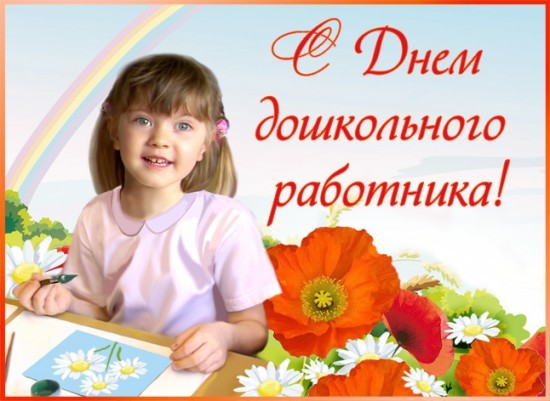 С Днем
дошкольного
работника!